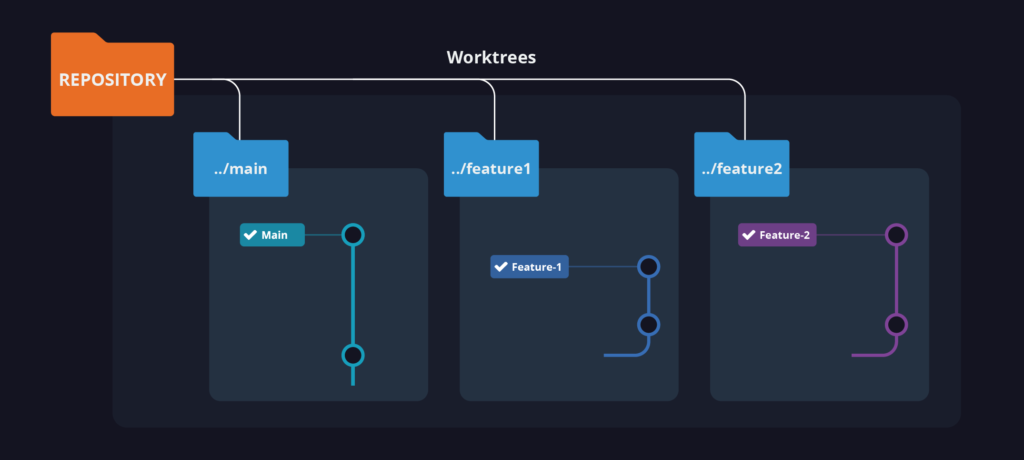 Worktrees
REPOSITORY
../main
../feature1
../feature2
Main
Feature-1
Feature-2